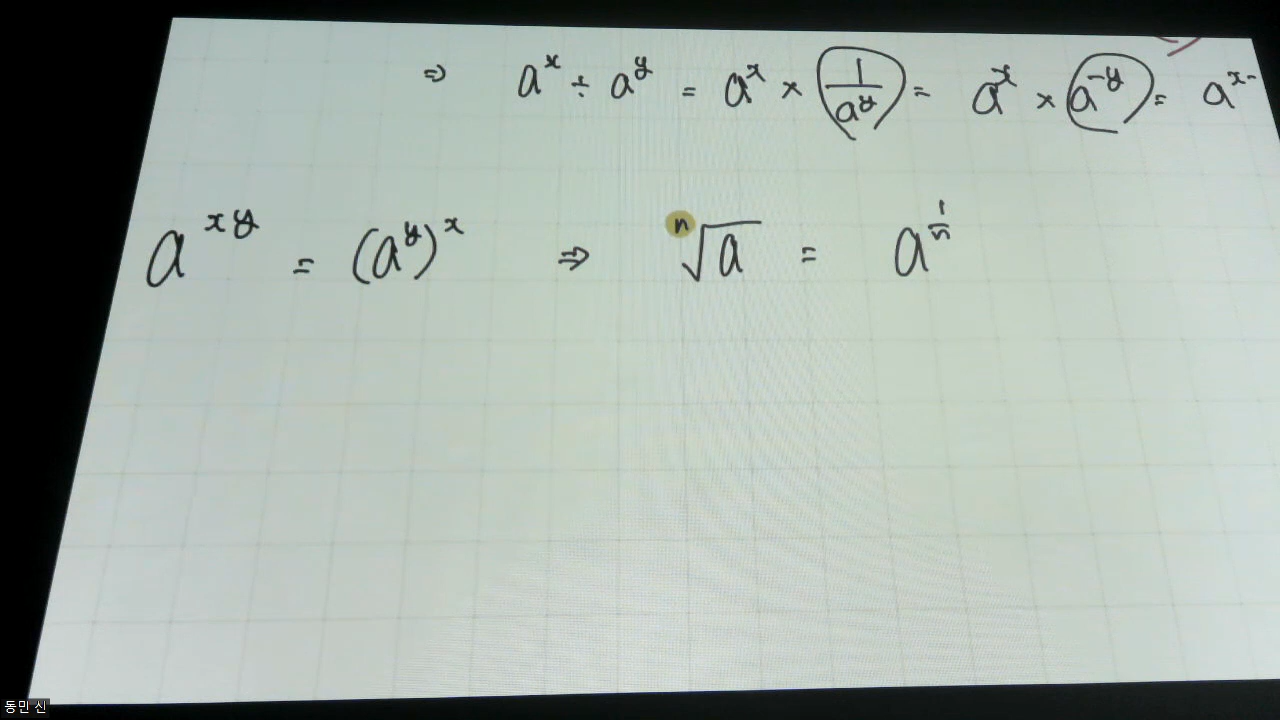 ⇒ a^x ÷ a^y = a^x × (1/a^y) = a^x × (a^-y) = a^x-
a^xy = (a^y)^x ⇒ ⁿ√a = a^1/n
동민 신